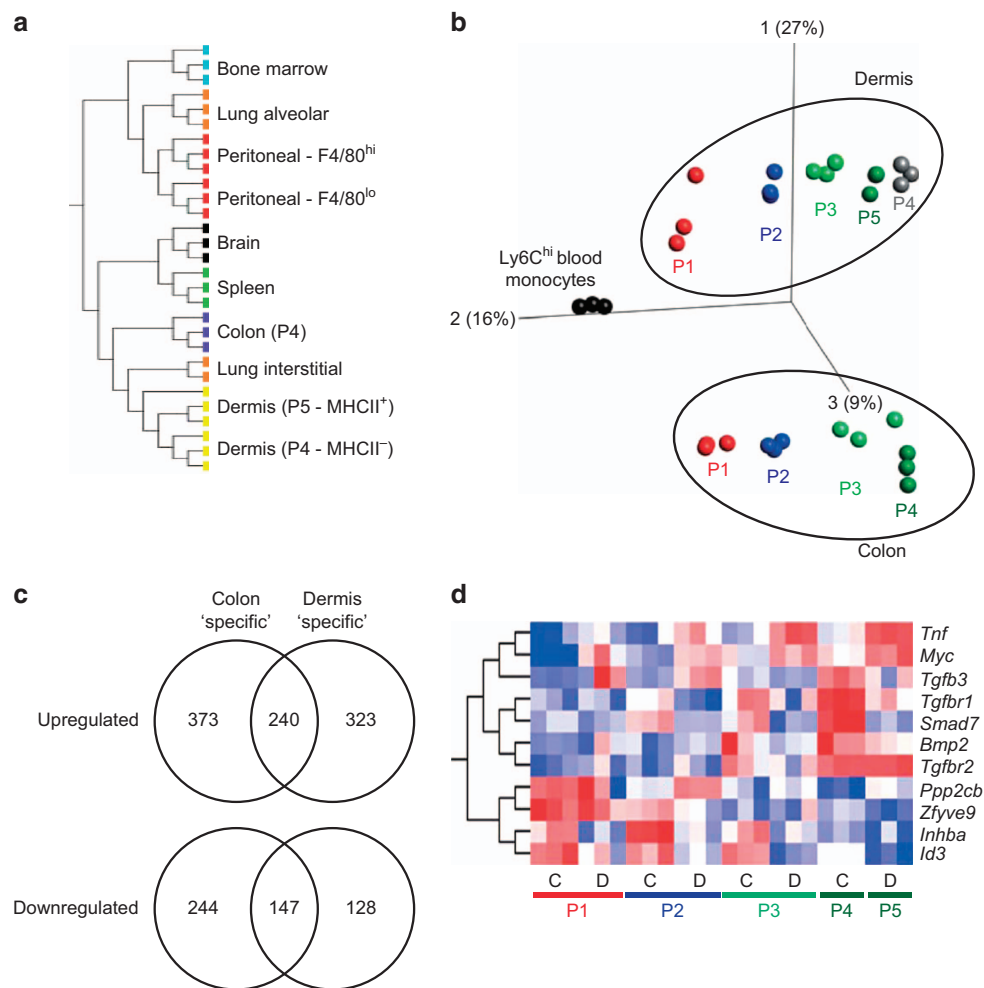 a
Bone marrow
Lung alveolar
Peritoneal - F4/80hi
Peritoneal - F4/80lo
Brain
Spleen
Colon (P4)
Lung interstitial
Dermis (P5 - MHCII+)
Dermis (P4 - MHCII−)
b
1 (27%)
Dermis
P1
P2
P3
P5
P4
Ly6Chi blood
monocytes
2 (16%)
3 (9%)
P1
P2
P3
P4
Colon
c
Colon
'specific'
Dermis
'specific'
Upregulated
373
240
323
Downregulated
244
147
128
d
Tnf
Myc
Tgfb3
Tgfbr1
Smad7
Bmp2
Tgfbr2
Ppp2cb
Zfyve9
Inhba
Id3
C D C D C D C D
P1 P2 P3 P4 P5